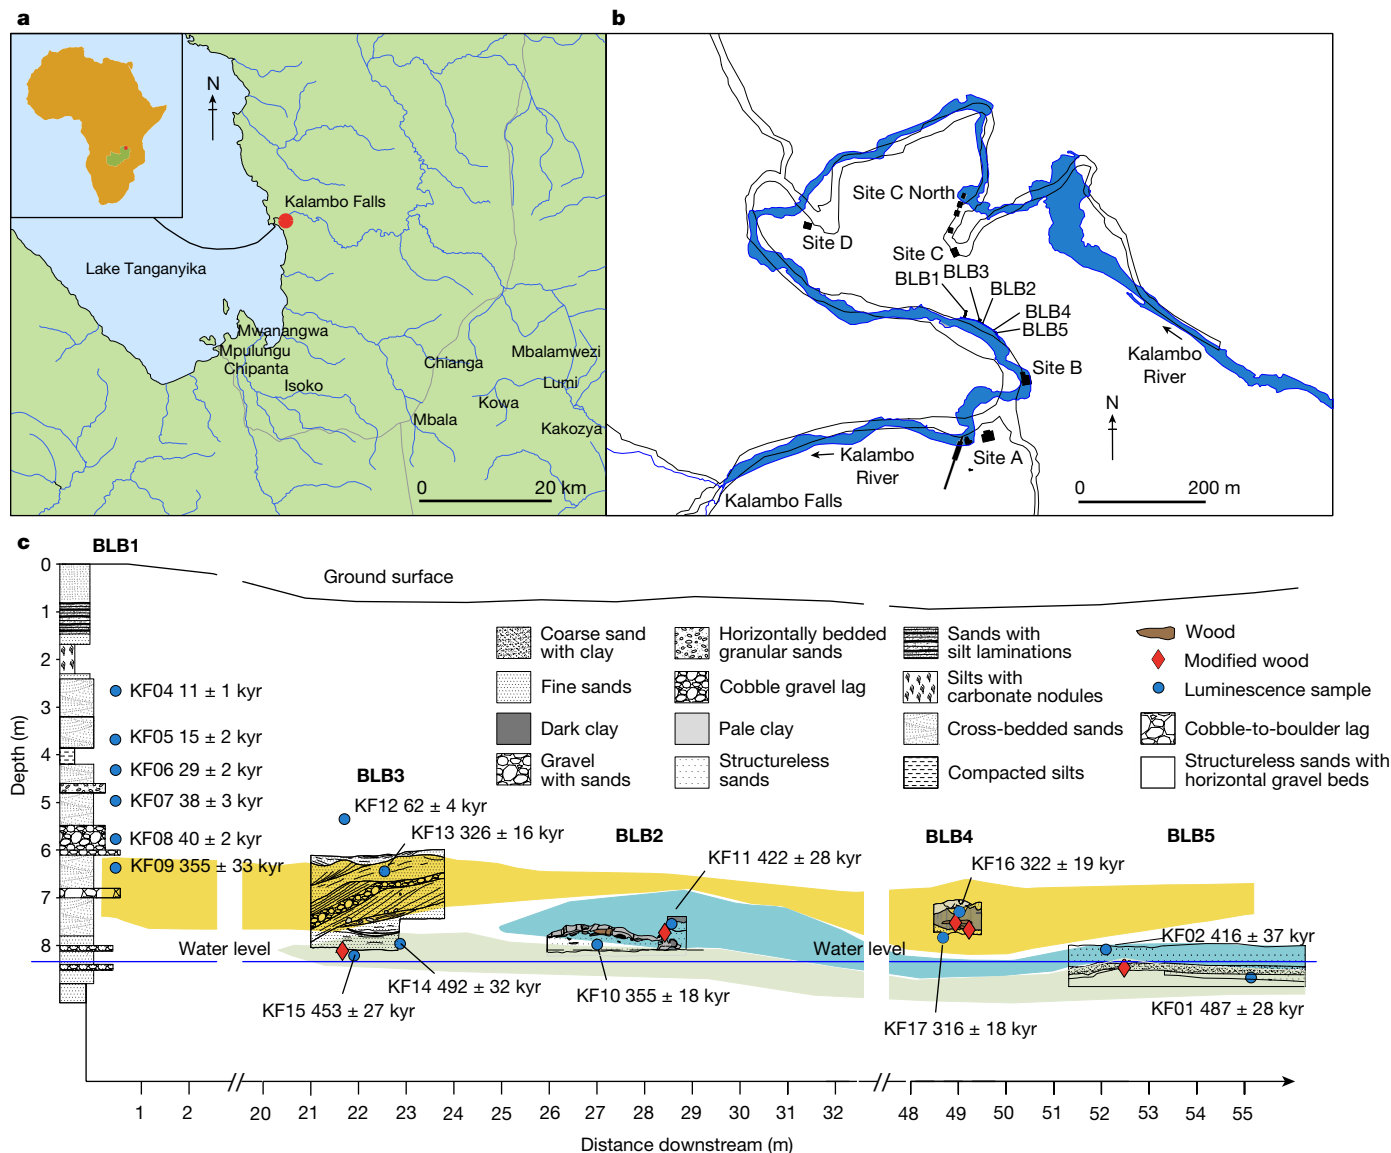 a
N
Kalambo Falls
Lake Tanganyika
Mwanangwa
Mpulungu
Chipanta
Isoko
Chianga
Mbalamwezi
Lumi
Kowa
Mbala
Kakozya
0
20 km
b
Site C North
Site D
Site C
BLB1
BLB3
BLB2
BLB4
BLB5
Kalambo
River
Site B
N
Kalambo
River
Site A
Kalambo Falls
0
200 m
c
BLB1
Ground surface
Depth (m)
0
1
2
3
4
5
6
7
8
KF04 11 ± 1 kyr
KF05 15 ± 2 kyr
KF06 29 ± 2 kyr
KF07 38 ± 3 kyr
KF08 40 ± 2 kyr
KF09 355 ± 33 kyr
Coarse sand
with clay
Fine sands
Dark clay
Gravel
with sands
Horizontally bedded
granular sands
Cobble gravel lag
Pale clay
Structureless
sands
Sands with
silt laminations
Silts with
carbonate nodules
Cross-bedded sands
Compacted silts
Wood
Modified wood
Luminescence sample
Cobble-to-boulder lag
Structureless sands with
horizontal gravel beds
BLB3
KF12 62 ± 4 kyr
KF13 326 ± 16 kyr
BLB2
KF11 422 ± 28 kyr
BLB4
KF16 322 ± 19 kyr
BLB5
Water level
Water level
KF02 416 ± 37 kyr
KF14 492 ± 32 kyr
KF10 355 ± 18 kyr
KF15 453 ± 27 kyr
KF17 316 ± 18 kyr
KF01 487 ± 28 kyr
1 2 20 21 22 23 24 25 26 27 28 29 30 31 32 48 49 50 51 52 53 54 55
Distance downstream (m)